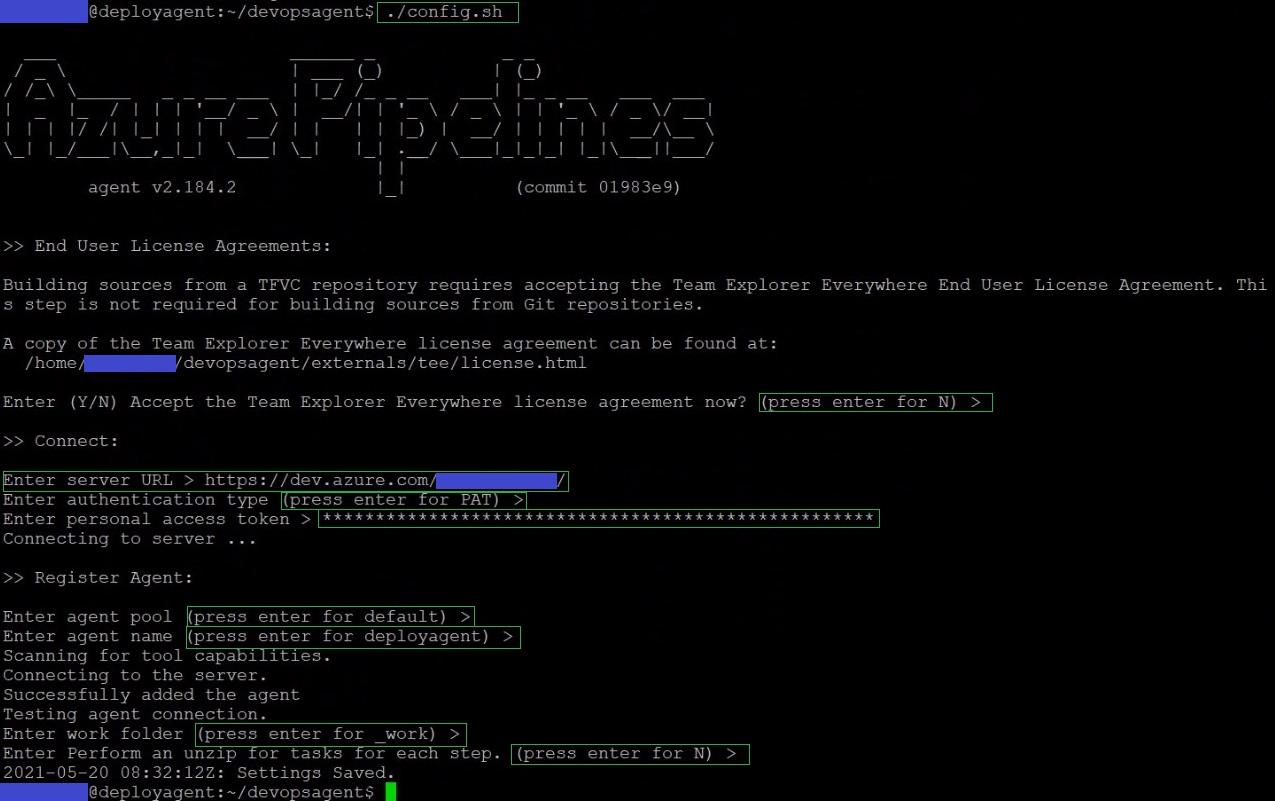 @deployagent:~/devopsagent$ ./config.sh
Azure Pipelines
agent v2.184.2 (commit 01983e9)
>> End User License Agreements:
Building sources from a TFVC repository requires accepting the Team Explorer Everywhere End User License Agreement. Thi
s step is not required for building sources from Git repositories.
A copy of the Team Explorer Everywhere license agreement can be found at:
/home/ /devopsagent/externals/tee/license.html
Enter (Y/N) Accept the Team Explorer Everywhere license agreement now? (press enter for N) >
>> Connect:
Enter server URL > https://dev.azure.com/ /
Enter authentication type (press enter for PAT) >
Enter personal access token > ****************************************************
Connecting to server ...
>> Register Agent:
Enter agent pool (press enter for default) >
Enter agent name (press enter for deployagent) >
Scanning for tool capabilities.
Connecting to the server.
Successfully added the agent
Testing agent connection.
Enter work folder (press enter for _work) >
Enter Perform an unzip for tasks for each step. (press enter for N) >
2021-05-20 08:32:12Z: Settings Saved.
@deployagent:~/devopsagent$